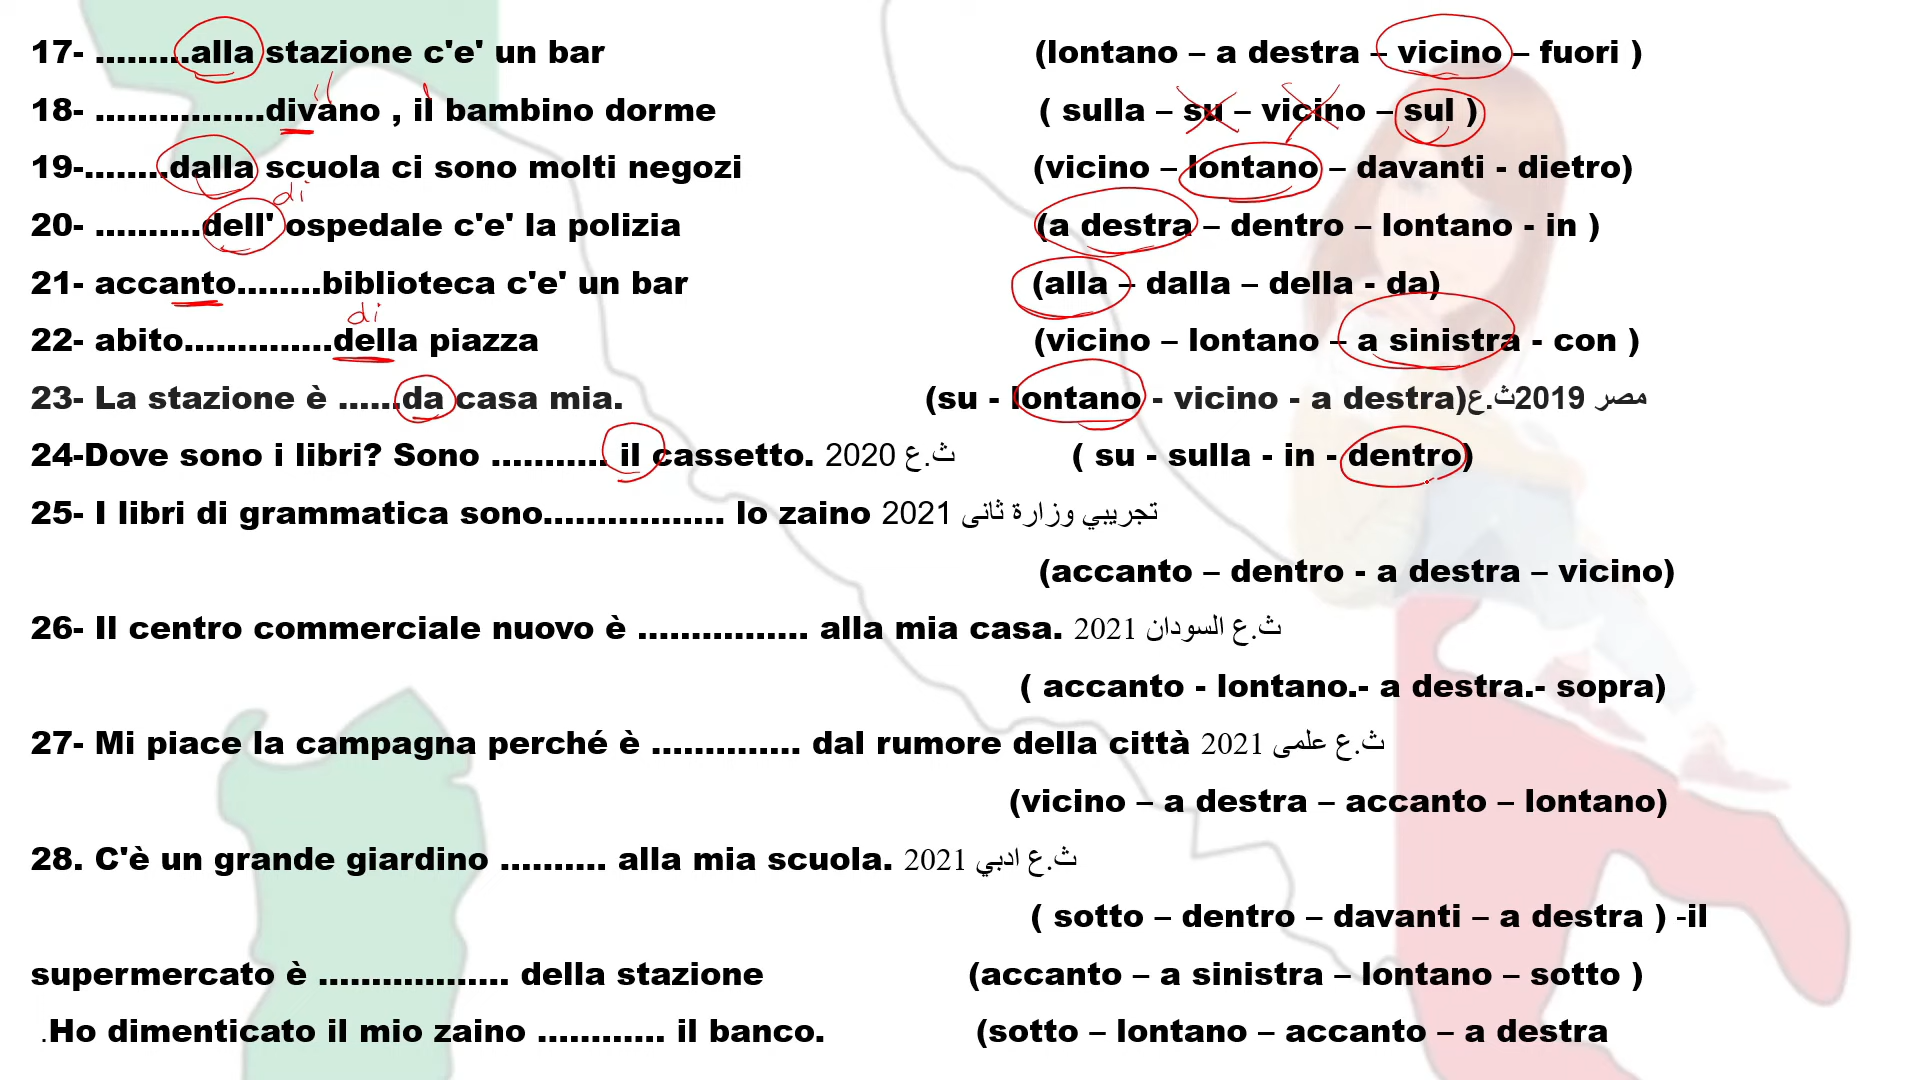 17- .........alla stazione c'e' un bar (lontano – a destra – vicino – fuori )
il
18- ................divano , il bambino dorme ( sulla – su – vicino – sul )
19-........dalla scuola ci sono molti negozi (vicino – lontano – davanti - dietro)
di
20- ..........dell' ospedale c'e' la polizia (a destra – dentro – lontano - in )
21- accanto........biblioteca c'e' un bar (alla – dalla – della - da)
di
22- abito..............della piazza (vicino – lontano – a sinistra - con )
23- La stazione è ......da casa mia. (su - lontano - vicino - a destra)مصر 2019ث.ع
24-Dove sono i libri? Sono ........... il cassetto. 2020 ث.ع ( su - sulla - in - dentro)
25- I libri di grammatica sono................. lo zaino 2021 تجريبي وزارة ثانى
(accanto – dentro - a destra – vicino)
26- Il centro commerciale nuovo è ................ alla mia casa. 2021 ث.ع السودان
( accanto - lontano.- a destra.- sopra)
27- Mi piace la campagna perché è .............. dal rumore della città 2021 ث.ع علمى
(vicino – a destra – accanto – lontano)
28. C'è un grande giardino .......... alla mia scuola. 2021 ث.ع ادبي
( sotto – dentro – davanti – a destra ) -il
supermercato è .................. della stazione (accanto – a sinistra – lontano – sotto )
.Ho dimenticato il mio zaino ............ il banco. (sotto – lontano – accanto – a destra